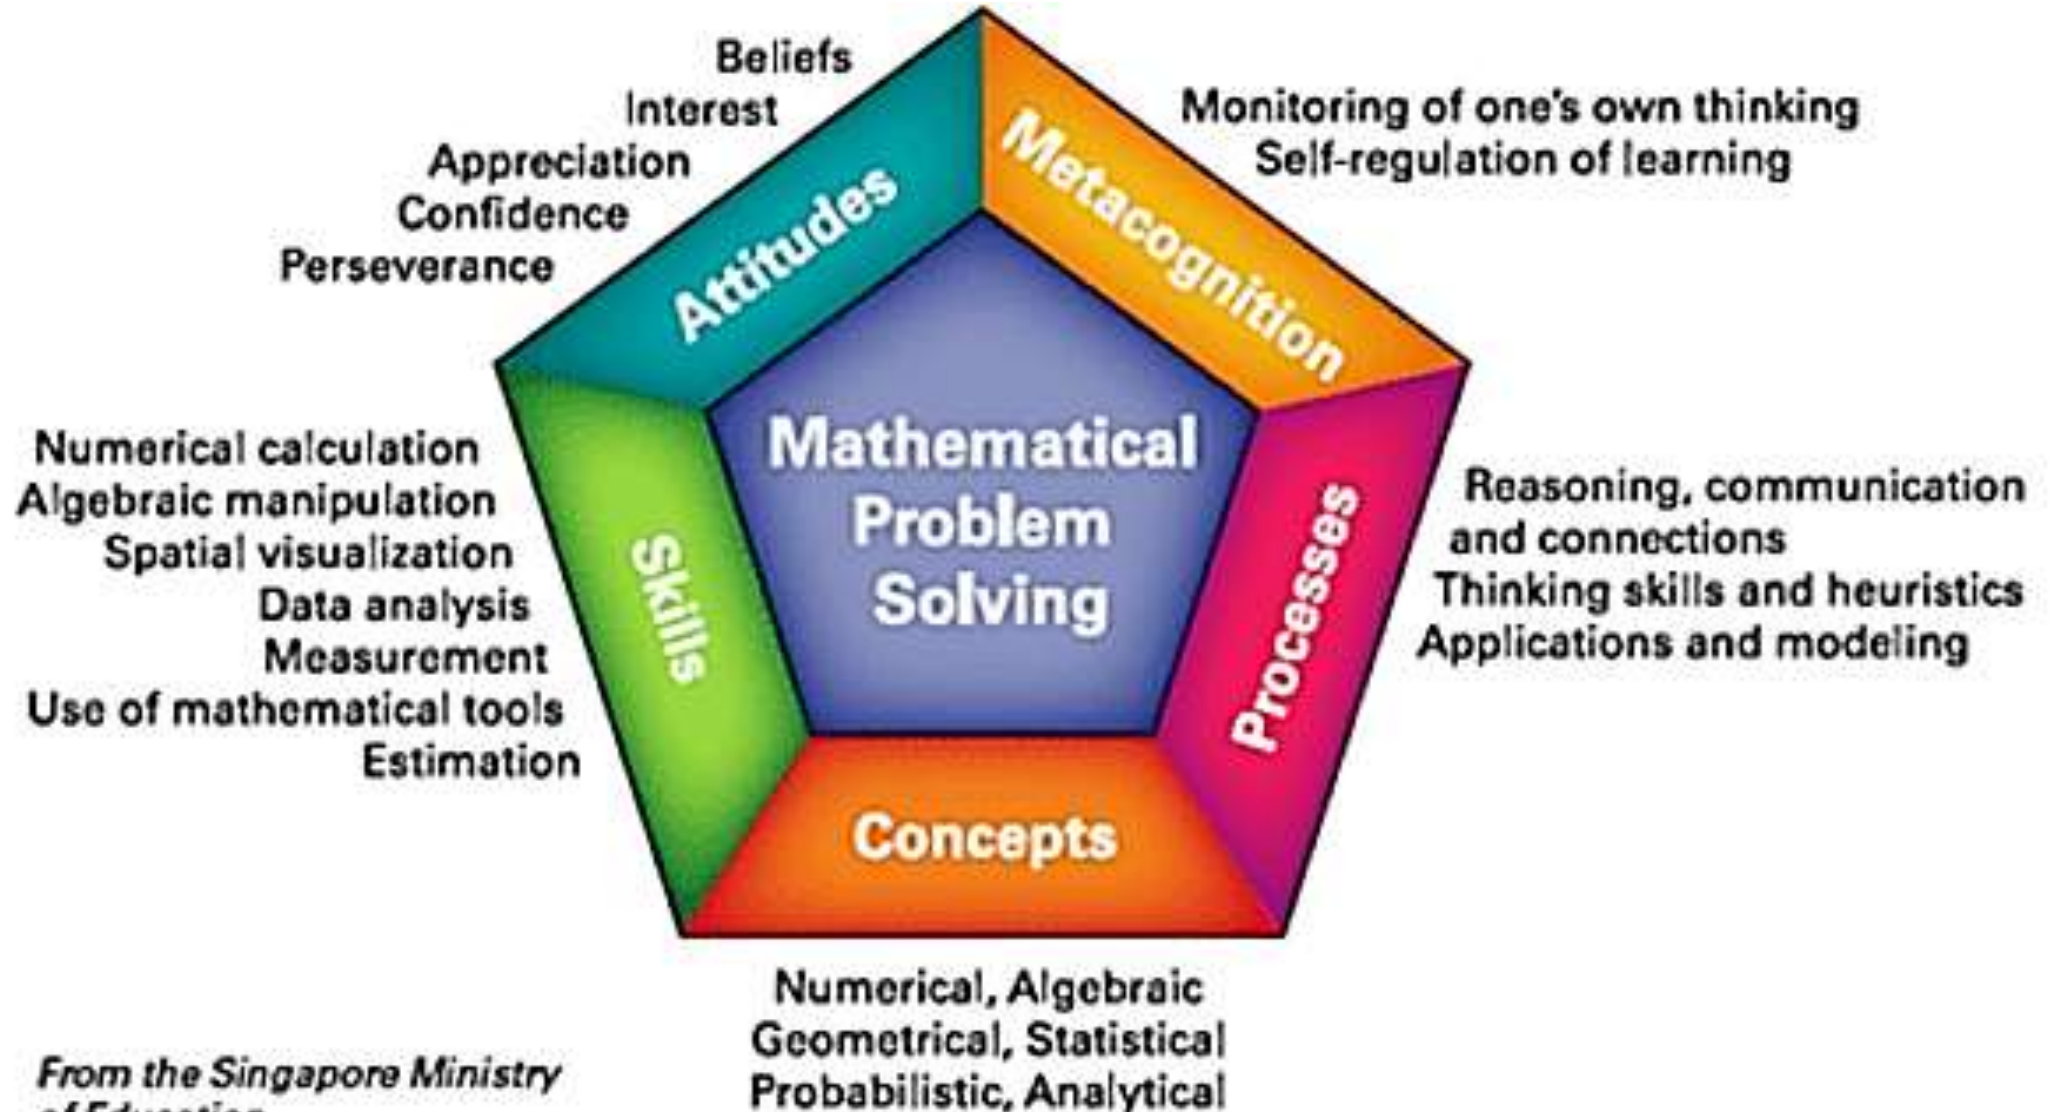 Beliefs
Interest
Appreciation
Confidence
Perseverance
Attitudes
Metacognition
Monitoring of one's own thinking
Self-regulation of learning
Numerical calculation
Algebraic manipulation
Spatial visualization
Data analysis
Measurement
Use of mathematical tools
Estimation
Skills
Mathematical
Problem
Solving
Processes
Reasoning, communication
and connections
Thinking skills and heuristics
Applications and modeling
Concepts
Numerical, Algebraic
Geometrical, Statistical
Probabilistic, Analytical
From the Singapore Ministry
of Education